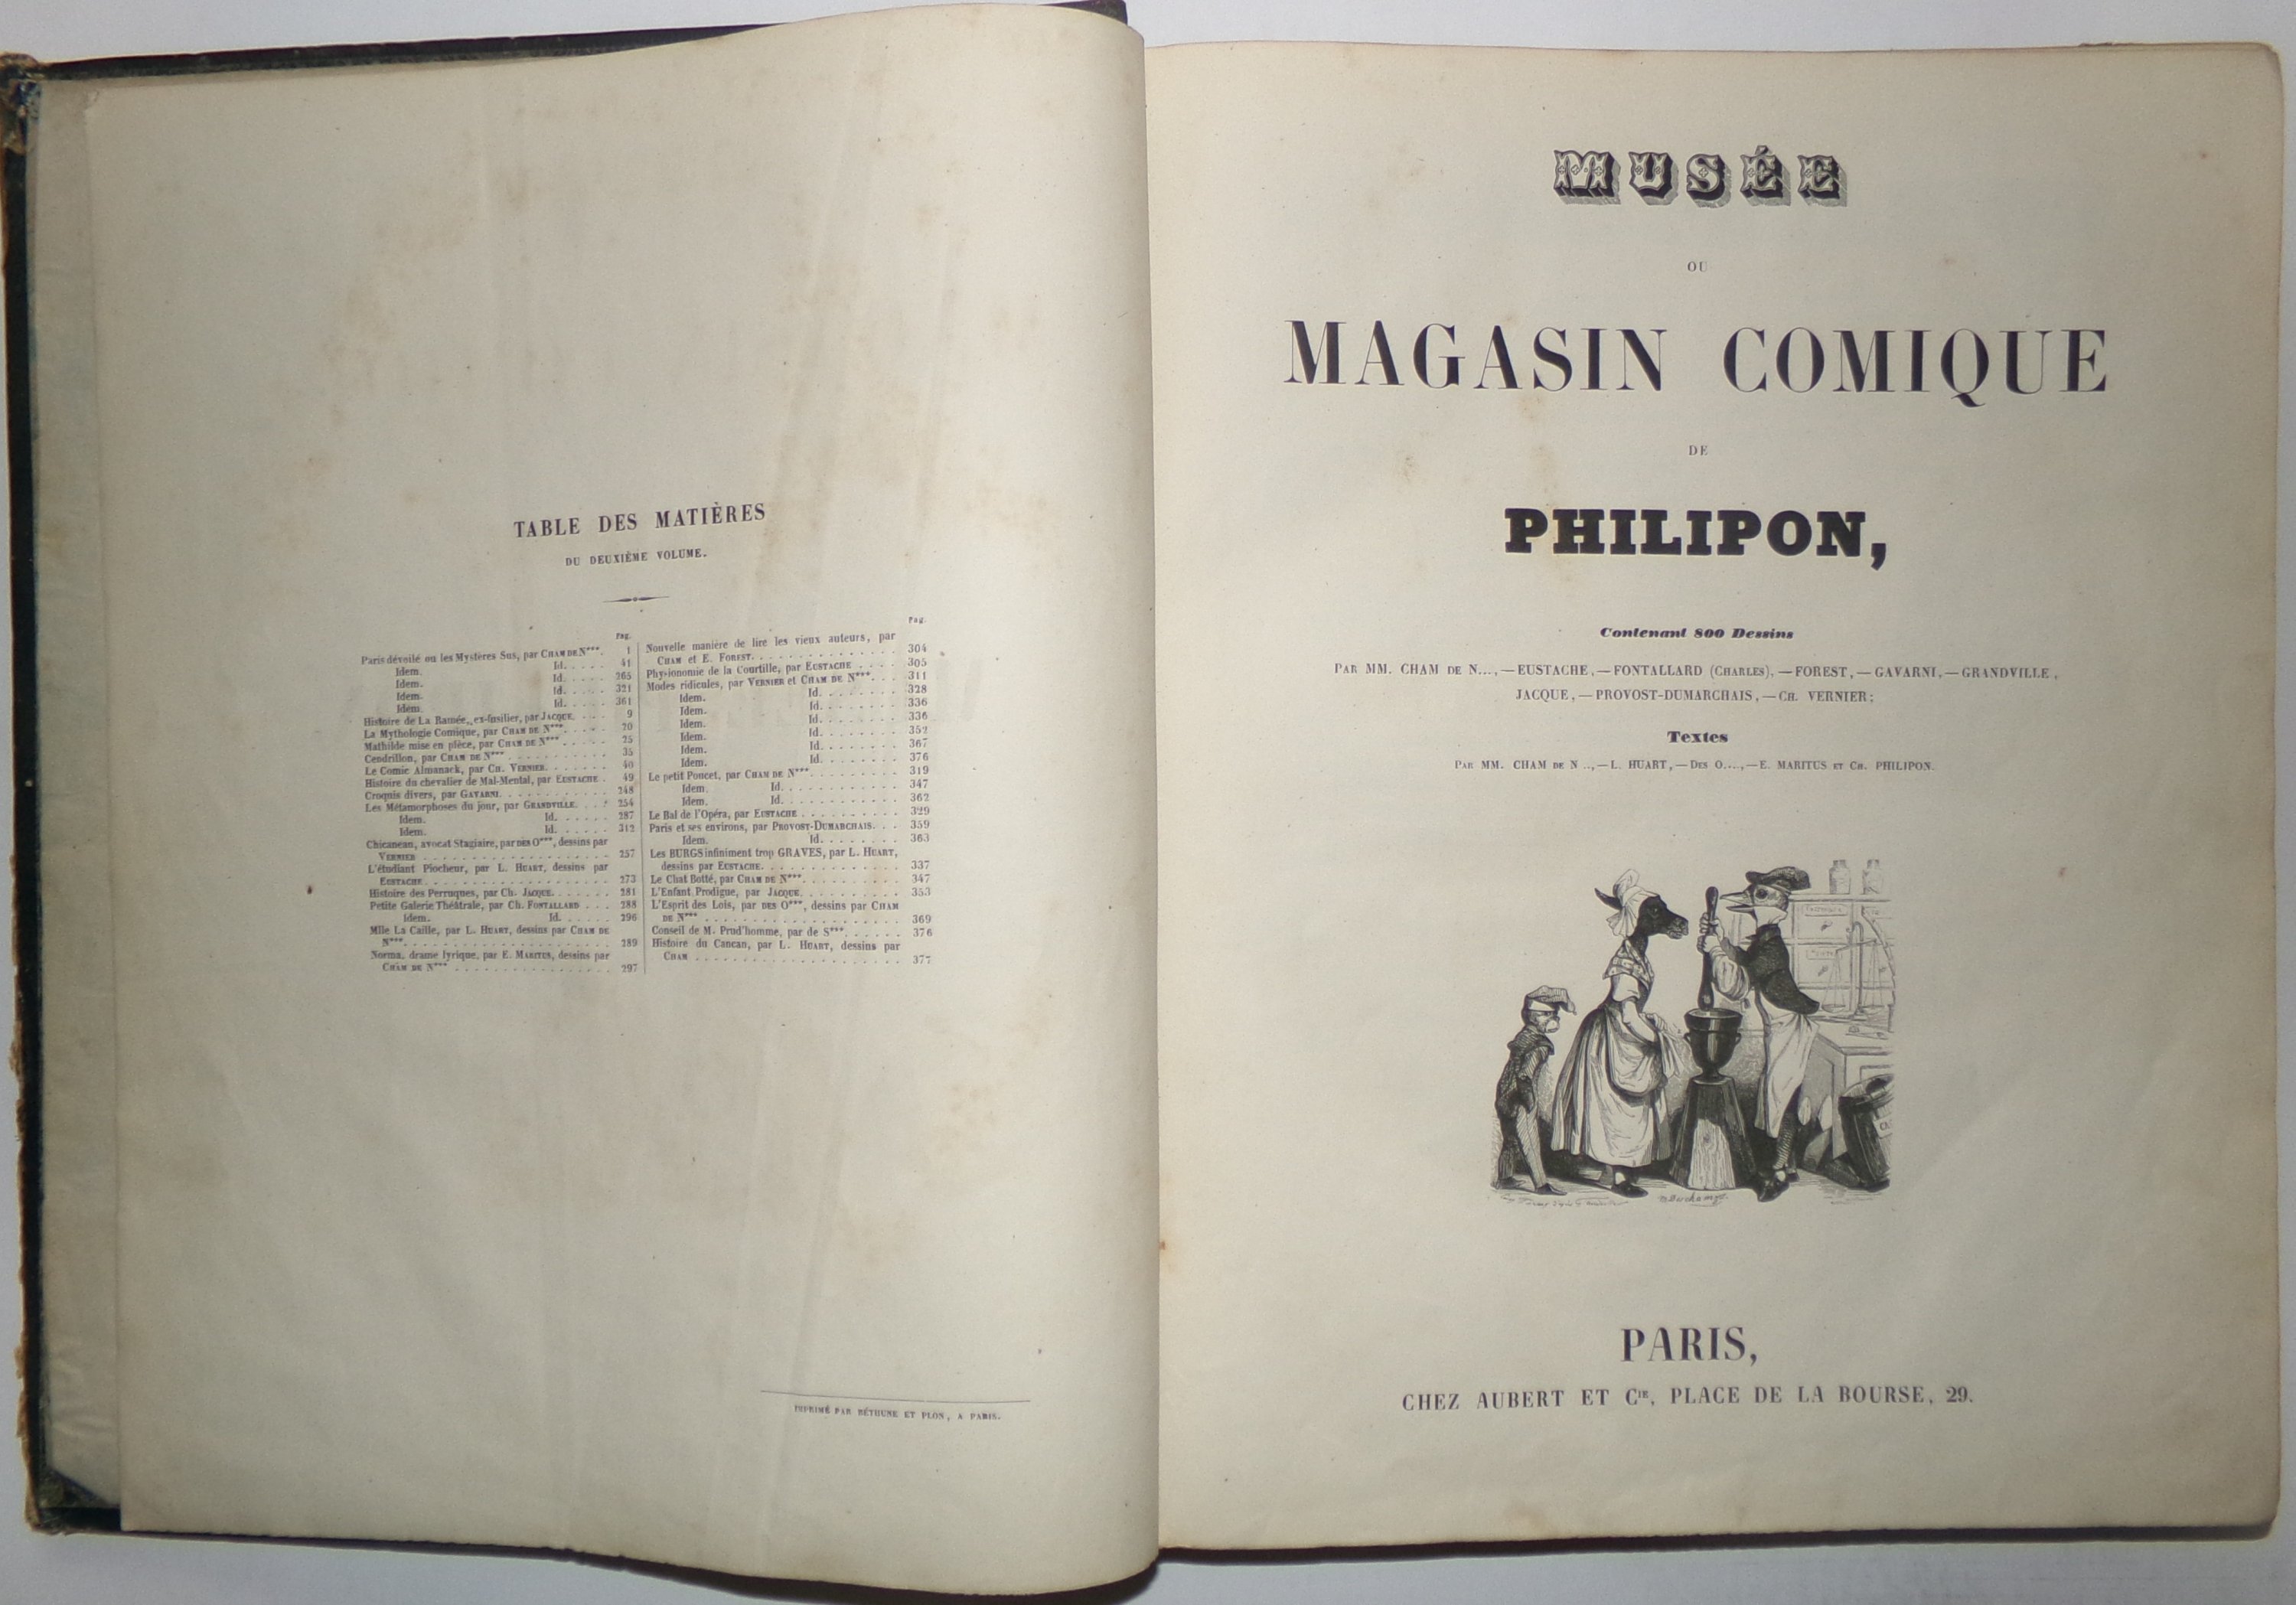 TABLE DES MATIÈRES
DU DEUXIÈME VOLUME.
Pag.
Paris dévoilé ou les Mystères Sus, par CHAM DE N***. 1
Idem. Id. . . . . . 41
Idem. Id. . . . . . 265
Idem. Id. . . . . . 321
Idem. Id. . . . . . 361
Histoire de La Ramée, ex-fusilier, par JACQUE. . . . . 9
La Mythologie Comique, par CHAM DE N***. . . . . . 20
Mathilde mise en pièce, par CHAM DE N*** . . . . . 25
Cendrillon, par CHAM DE N*** . . . . . . . . . . . 35
Le Comic Almanack, par CH. VERNIER. . . . . . . 40
Histoire du chevalier de Mal-Mental, par EUSTACHE . 49
Croquis divers, par GAVARNI. . . . . . . . . . . . 248
Les Métamorphoses du jour, par GRANDVILLE. . . . 254
Idem. Id. . . . . . . 287
Idem. Id. . . . . . . 312
Chicaneau, avocat Stagiaire, par DES O***, dessins par
VERNIER . . . . . . . . . . . . . . . . . . . 257
L'étudiant Piocheur, par L. HUART, dessins par
EUSTACHE. . . . . . . . . . . . . . . . . . . 273
Histoire des Perruques, par Ch. JACQUE. . . . . . . 281
Petite Galerie Théâtrale, par Ch. FONTALLARD . . . 288
Idem. Id. . . . . . 296
Mlle La Caille, par L. HUART, dessins par CHAM DE
N***. . . . . . . . . . . . . . . . . . . . . 289
Norma, drame lyrique, par E. MARITUS, dessins par
CHAM DE N*** . . . . . . . . . . . . . . . . 297
Pag.
Nouvelle manière de lire les vieux auteurs, par
CHAM et E. FOREST. . . . . . . . . . . . . . . 304
Physionomie de la Courtille, par EUSTACHE . . . . 305
Modes ridicules, par VERNIER et CHAM DE N***. . . 311
Idem. Id. . . . . . . . 328
Idem. Id. . . . . . . . 336
Idem. Id. . . . . . . . 336
Idem. Id. . . . . . . . 352
Idem. Id. . . . . . . . 367
Idem. Id. . . . . . . . 376
Le petit Poucet, par CHAM DE N***. . . . . . . . . 319
Idem. Id. . . . . . . . . . . . 347
Idem. Id. . . . . . . . . . . . 362
Le Bal de l'Opéra, par EUSTACHE . . . . . . . . . . 329
Paris et ses environs, par PROVOST-DUMARCHAIS. . . 359
Idem. Id. . . . . . . . 363
Les BURGS infiniment trop GRAVES, par L. HUART,
dessins par EUSTACHE. . . . . . . . . . . . . . 337
Le Chat Botté, par CHAM DE N***. . . . . . . . . . 347
L'Enfant Prodigue, par JACQUE. . . . . . . . . . . 353
L'Esprit des Lois, par DES O***, dessins par CHAM
DE N*** . . . . . . . . . . . . . . . . . . . 369
Conseil de M. Prud'homme, par de S***. . . . . . . 376
Histoire du Cancan, par L. HUART, dessins par
CHAM . . . . . . . . . . . . . . . . . . . . 377
IMPRIMÉ PAR BÉTHUNE ET PLON, A PARIS.
MUSÉE
OU
MAGASIN COMIQUE
DE
PHILIPON,
Contenant 800 Dessins
PAR MM. CHAM DE N...,—EUSTACHE,—FONTALLARD (CHARLES),—FOREST,—GAVARNI,—GRANDVILLE,
JACQUE,—PROVOST-DUMARCHAIS,—CH. VERNIER;
Textes
PAR MM. CHAM DE N ..,—L. HUART,—DES O...,—E. MARITUS ET CH. PHILIPON.
PARIS,
CHEZ AUBERT ET CIE, PLACE DE LA BOURSE, 29.